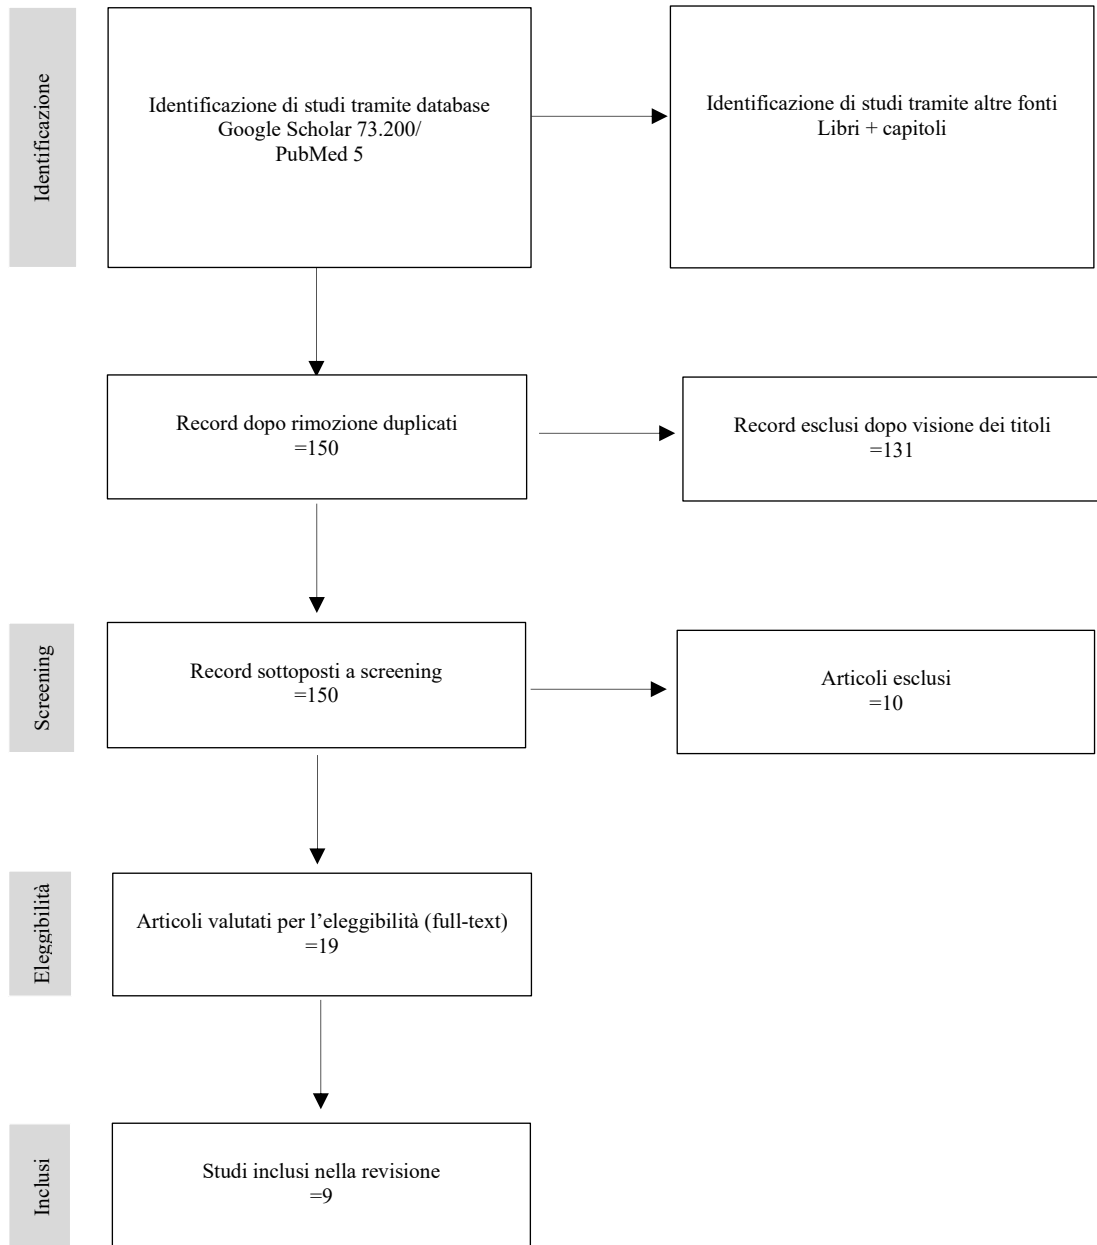 Identificazione
Identificazione di studi tramite database
Google Scholar 73.200/
PubMed 5
Identificazione di studi tramite altre fonti
Libri + capitoli
Record dopo rimozione duplicati
=150
Record esclusi dopo visione dei titoli
=131
Screening
Record sottoposti a screening
=150
Articoli esclusi
=10
Eleggibilità
Articoli valutati per l’eleggibilità (full-text)
=19
Inclusi
Studi inclusi nella revisione
=9